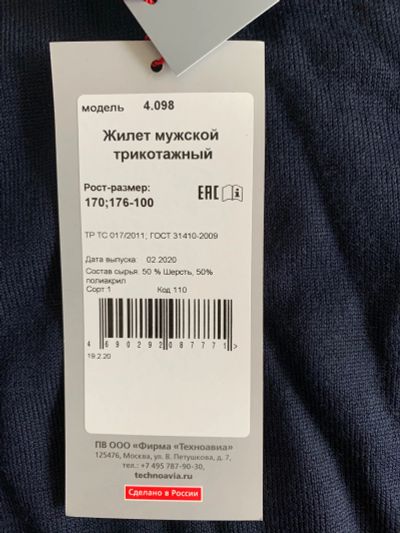 модель 4.098
Жилет мужской
трикотажный
Рост-размер:
170;176-100
EAC
ТР ТС 017/2011; ГОСТ 31410-2009
Дата выпуска: 02.2020
Состав сырья: 50 % Шерсть, 50%
полиакрил
Сорт:1 Код 110
4 690292 087771 >
19.2.20
ПВ ООО «Фирма «Техноавиа»
125476, Москва, ул. В. Петушкова, д. 7,
тел.: +7 495 787-90-30,
technoavia.ru
Сделано в России